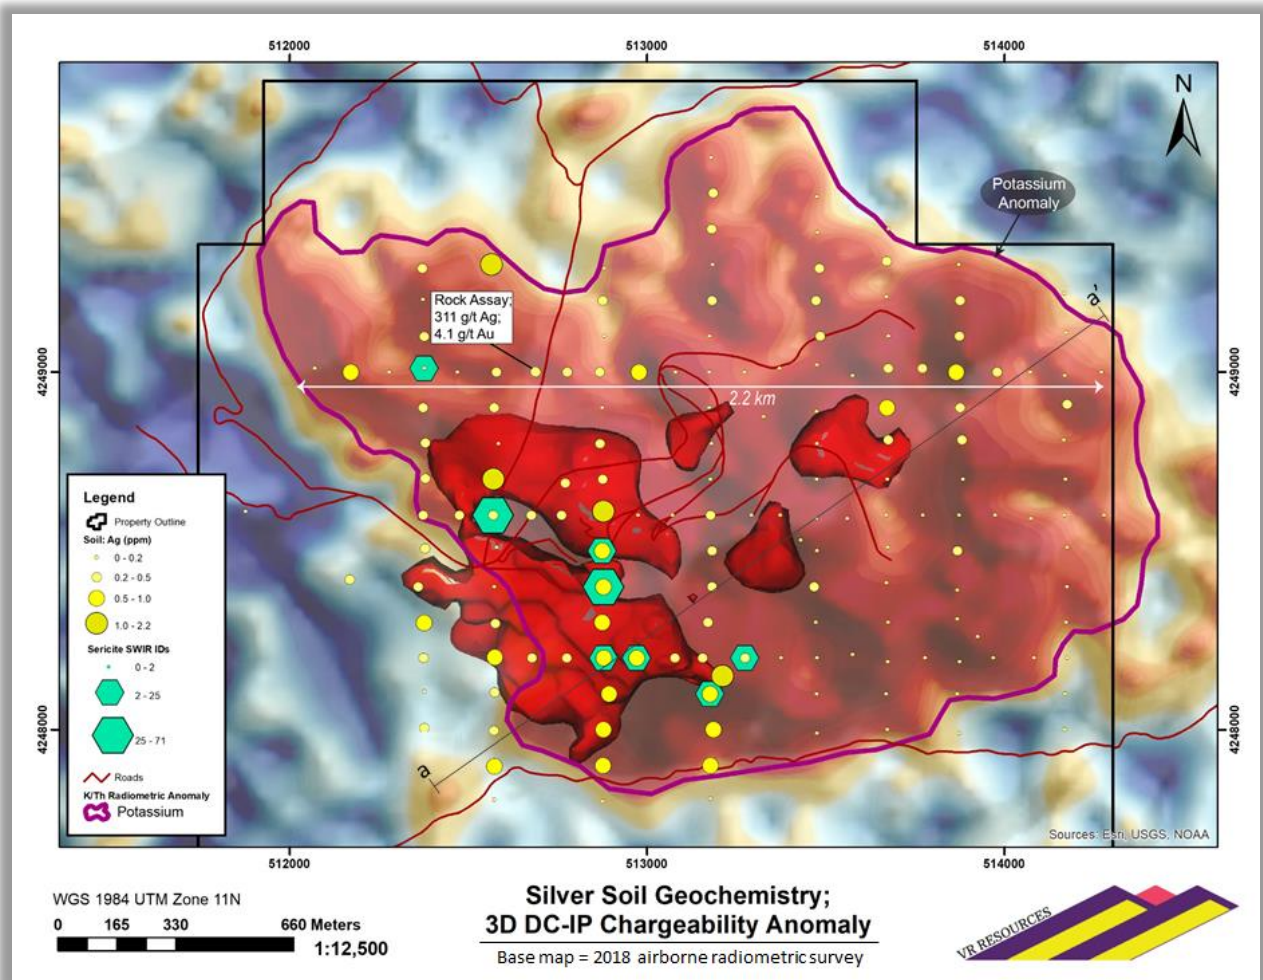 512000
513000
514000
N
Potassium
Anomaly
a'
Rock Assay;
311 g/t Ag;
4.1 g/t Au
4249000
4249000
2.2 km
Legend
Property Outline
Soil: Ag (ppm)
0 - 0.2
0.2 - 0.5
0.5 - 1.0
1.0 - 2.2
Sericite SWIR IDs
0 - 2
2 - 25
25 - 71
Roads
K/Th Radiometric Anomaly
Potassium
4248000
4248000
a
Sources: Esri, USGS, NOAA
512000
513000
514000
WGS 1984 UTM Zone 11N
0 165 330 660 Meters
1:12,500
Silver Soil Geochemistry;
3D DC-IP Chargeability Anomaly
Base map = 2018 airborne radiometric survey
VR RESOURCES